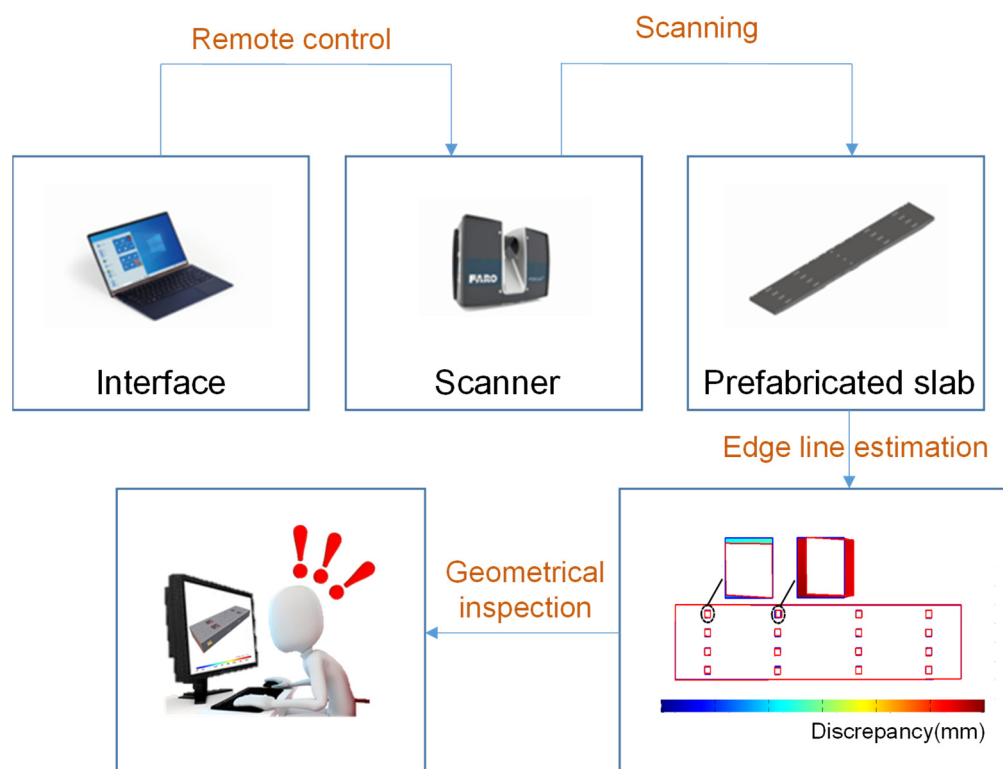 Remote control
Scanning
FARO
Interface
Scanner
Prefabricated slab
Edge line estimation
Geometrical
inspection
Discrepancy(mm)